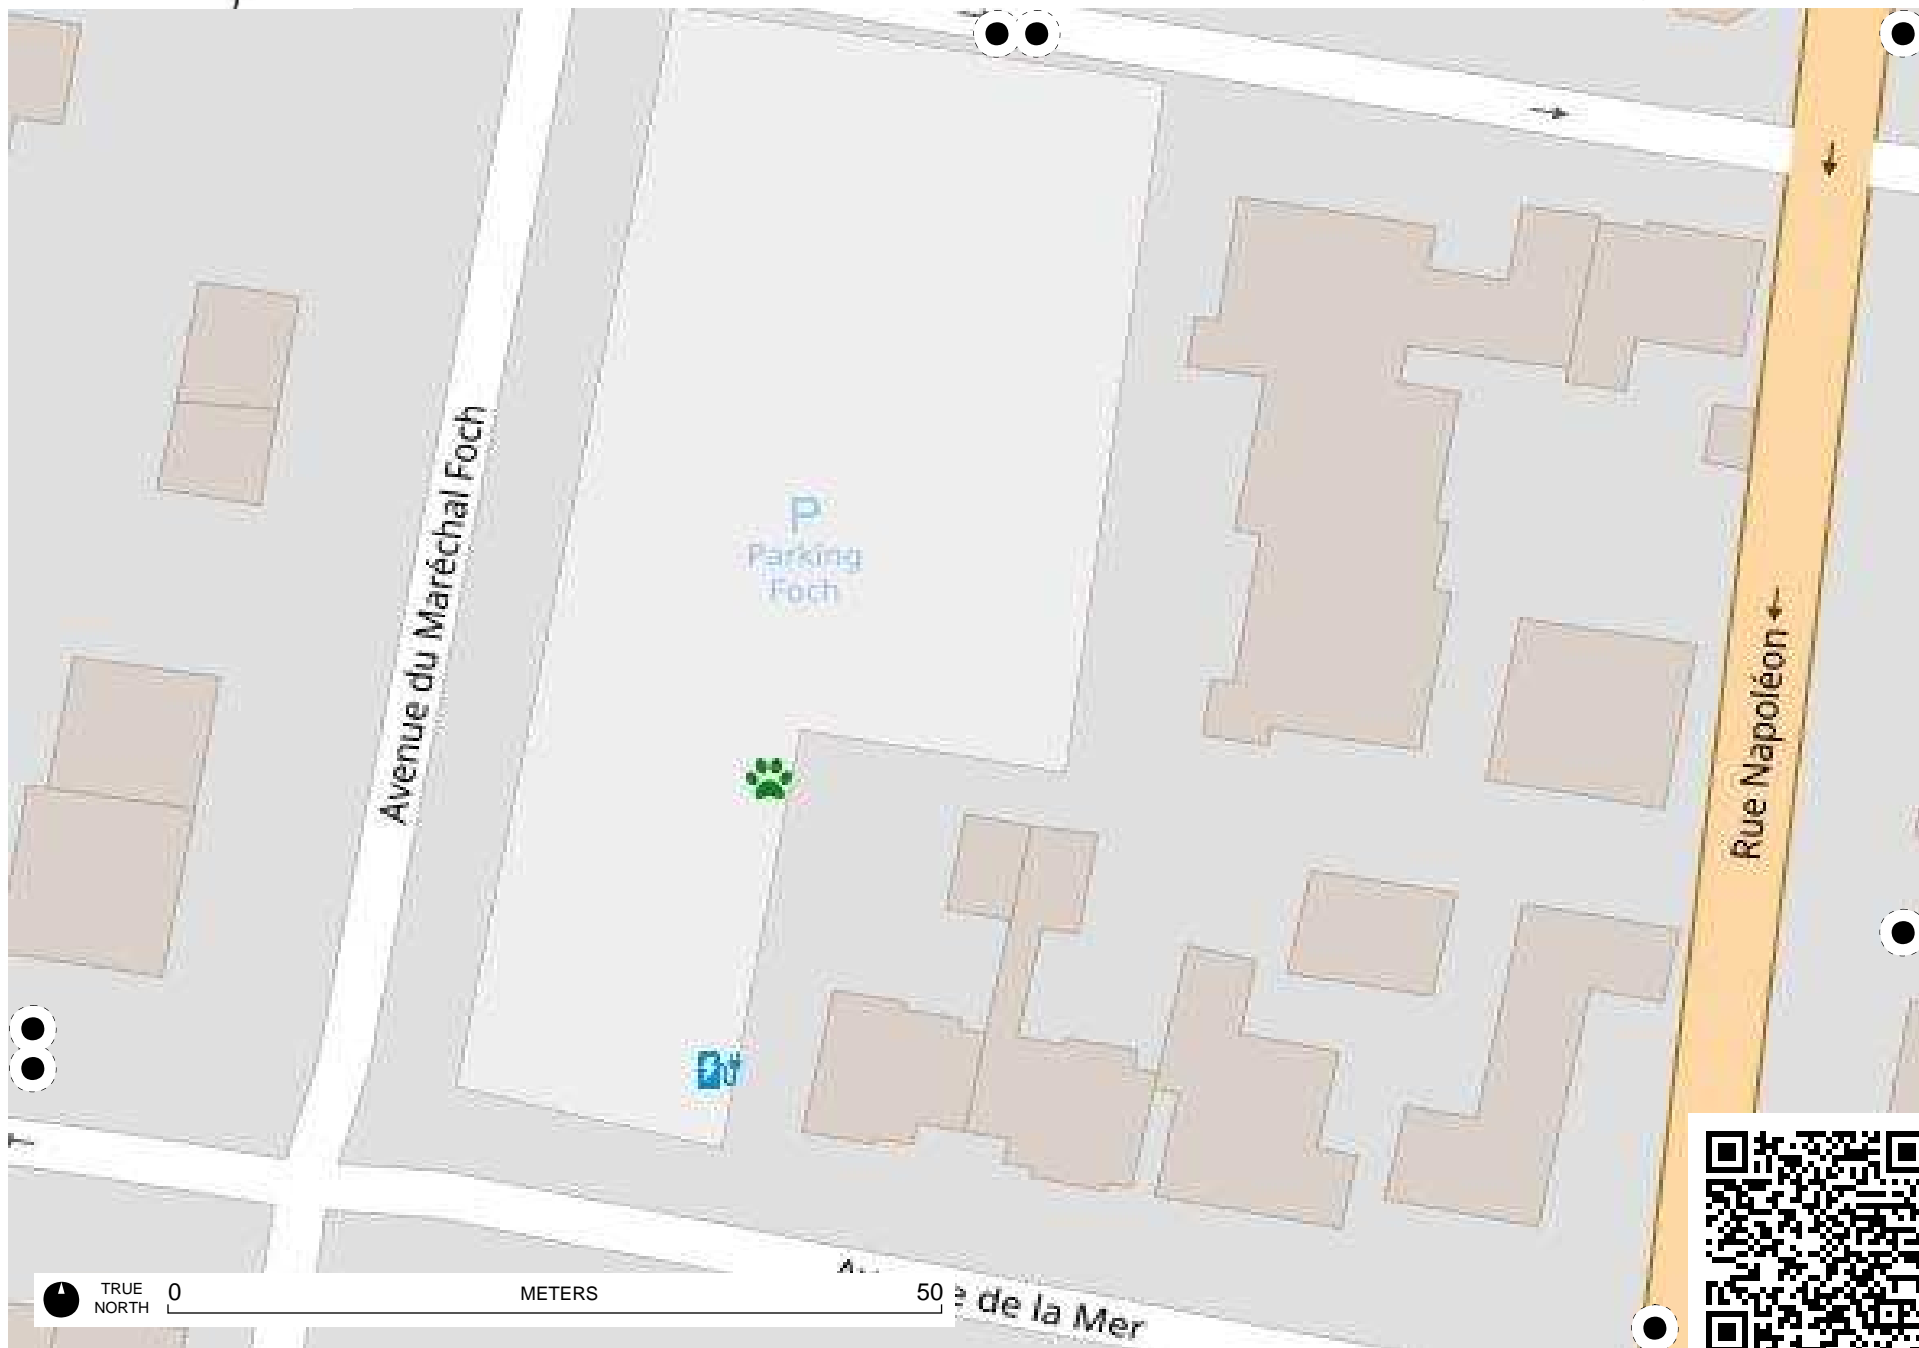 Avenue du Maréchal Foch
P
Parking
Foch
Rue Napoléon
e de la Mer
TRUE
NORTH
0
METERS
50